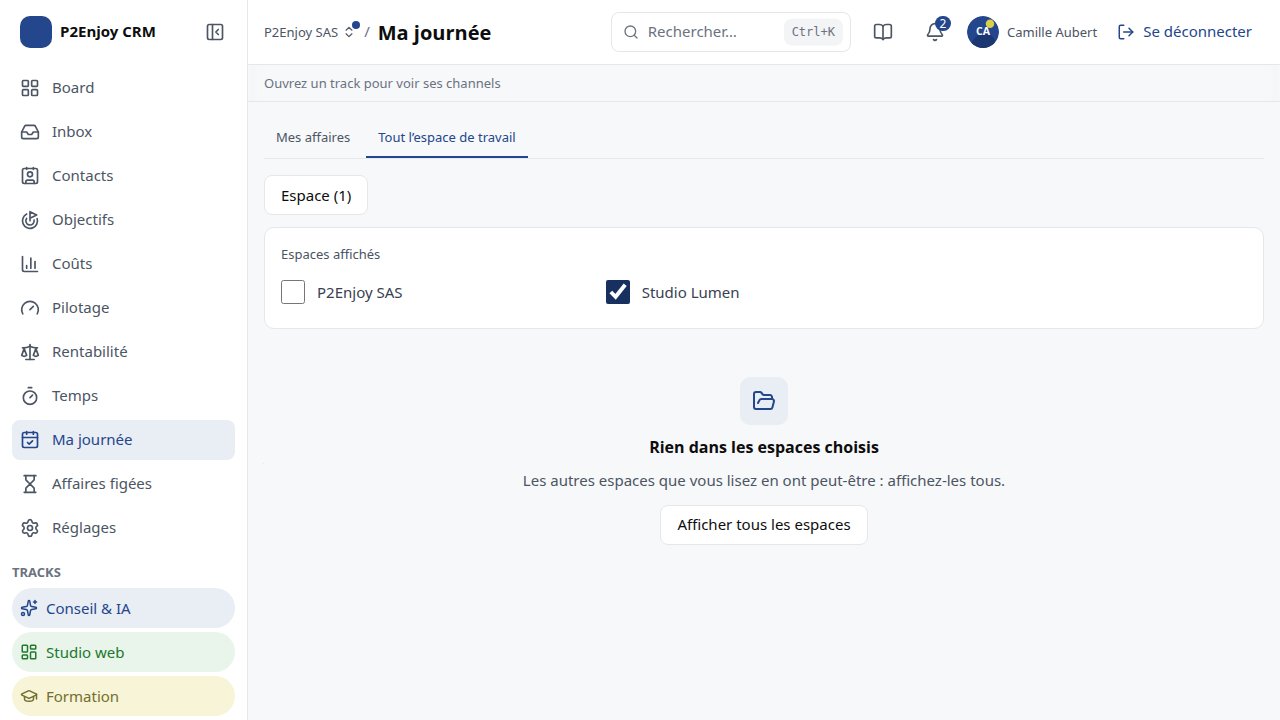 P2Enjoy CRM
P2Enjoy SAS / Ma journée
Rechercher... Ctrl+K
2
CA
Camille Aubert
Se déconnecter
Ouvrez un track pour voir ses channels
Board
Inbox
Contacts
Objectifs
Coûts
Pilotage
Rentabilité
Temps
Ma journée
Affaires figées
Réglages
TRACKS
Conseil & IA
Studio web
Formation
Mes affaires
Tout l'espace de travail
Espace (1)
Espaces affichés
P2Enjoy SAS
Studio Lumen
Rien dans les espaces choisis
Les autres espaces que vous lisez en ont peut-être : affichez-les tous.
Afficher tous les espaces